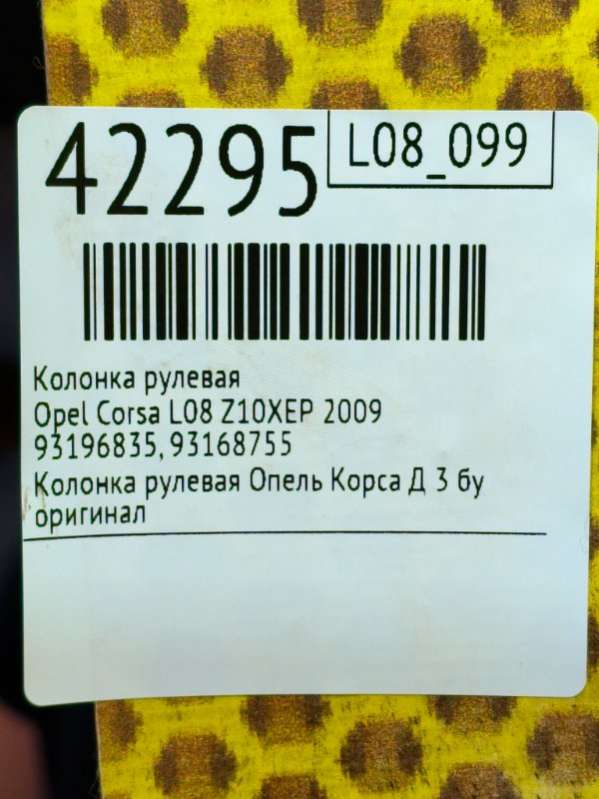 42295
L08_099
Колонка рулевая
Opel Corsa L08 Z10XEP 2009
93196835, 93168755
Колонка рулевая Опель Корса Д 3 бу
оригинал